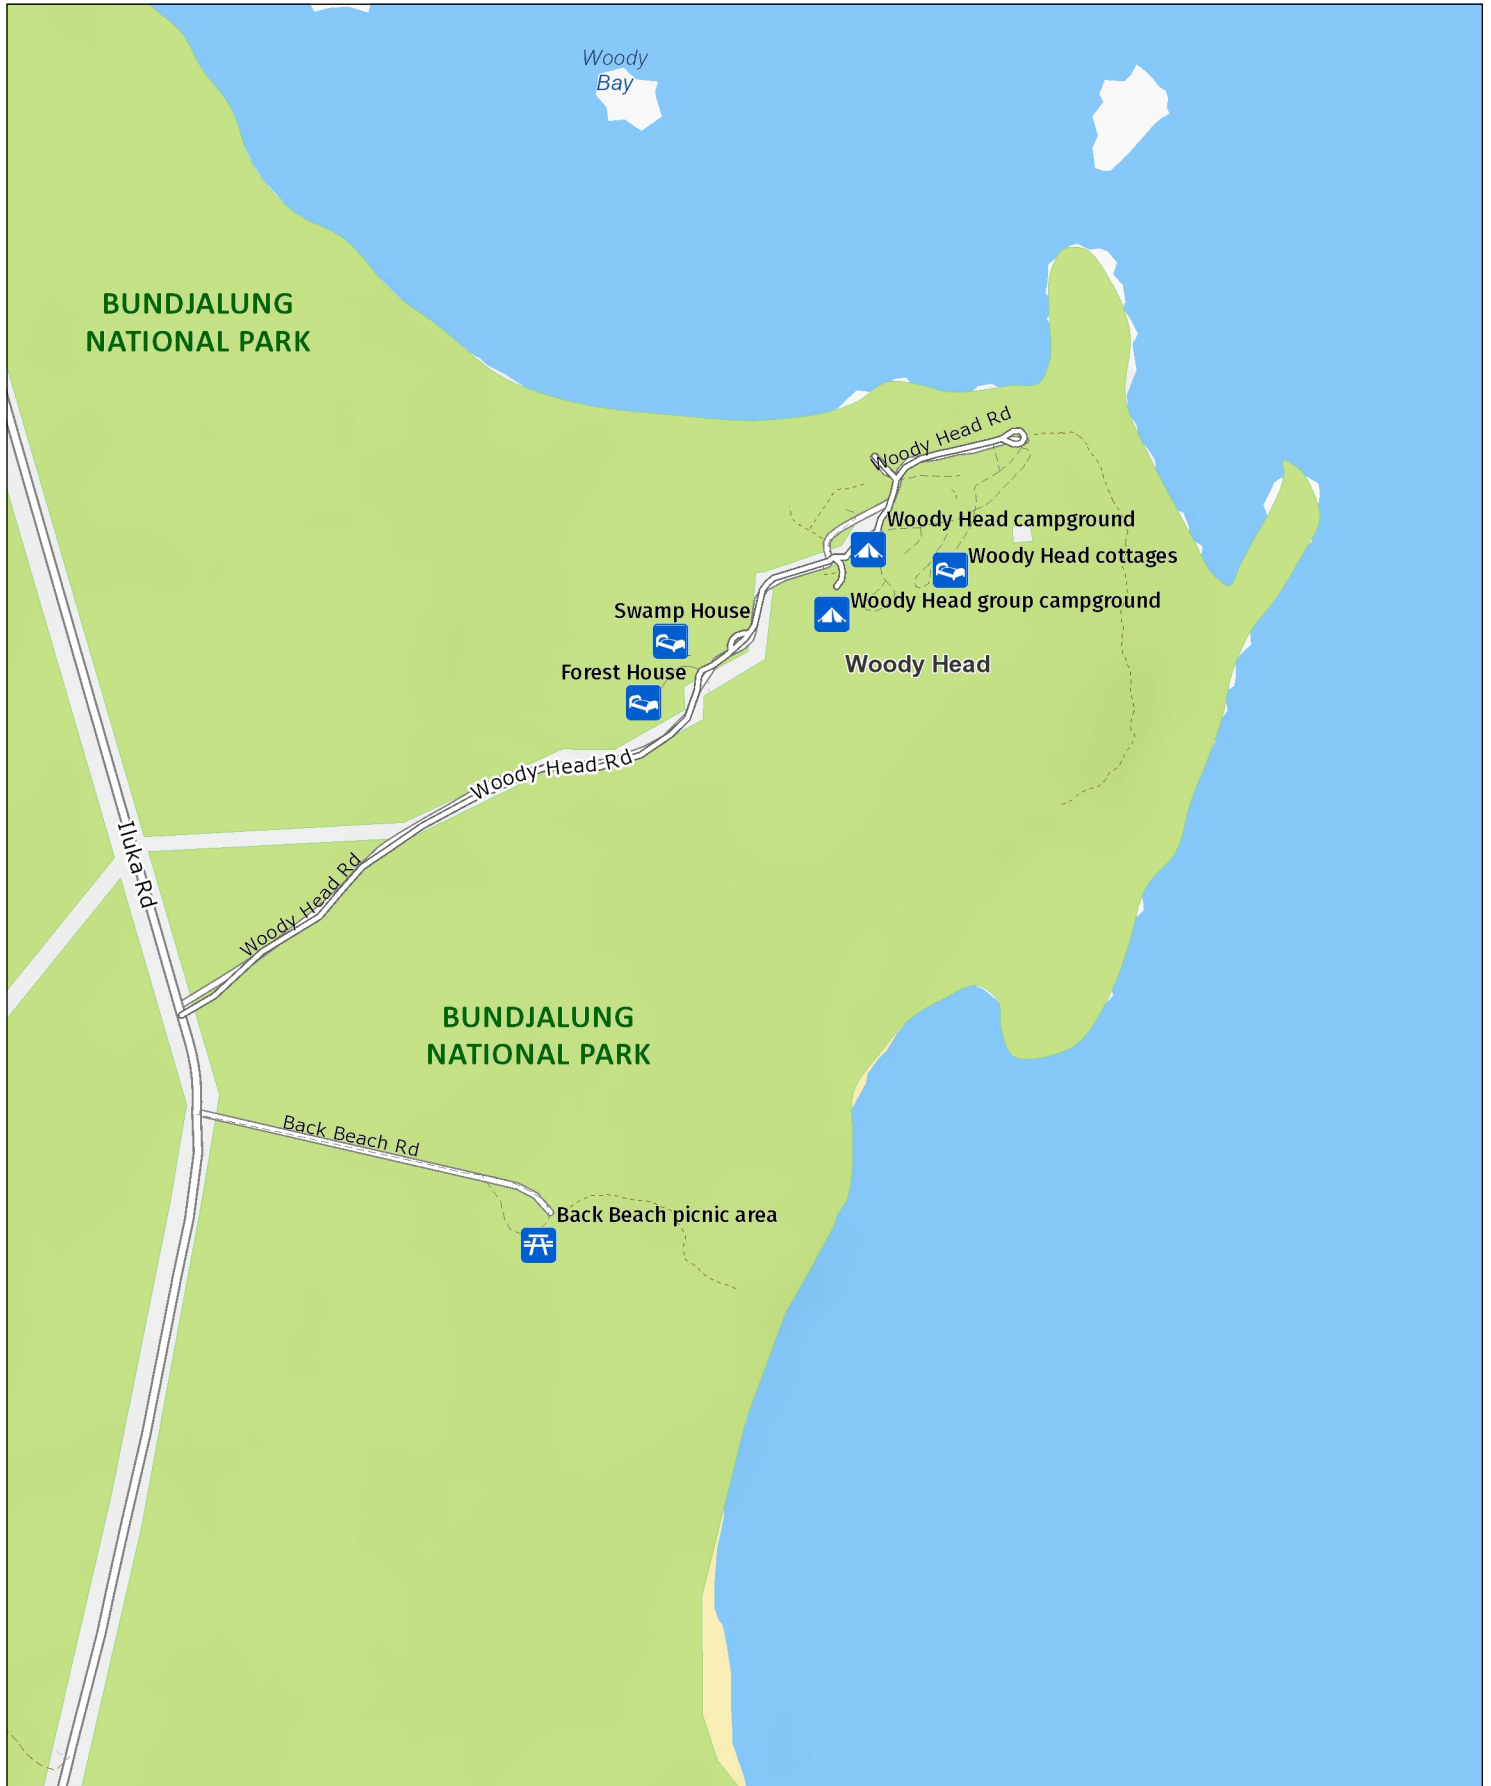 Woody
Bay
BUNDJALUNG
NATIONAL PARK
Woody Head Rd
Woody Head campground
Woody Head cottages
Woody Head group campground
Swamp House
Woody Head
Forest House
Woody Head Rd
Iluka Rd
Woody Head Rd
BUNDJALUNG
NATIONAL PARK
Back Beach Rd
Back Beach picnic area